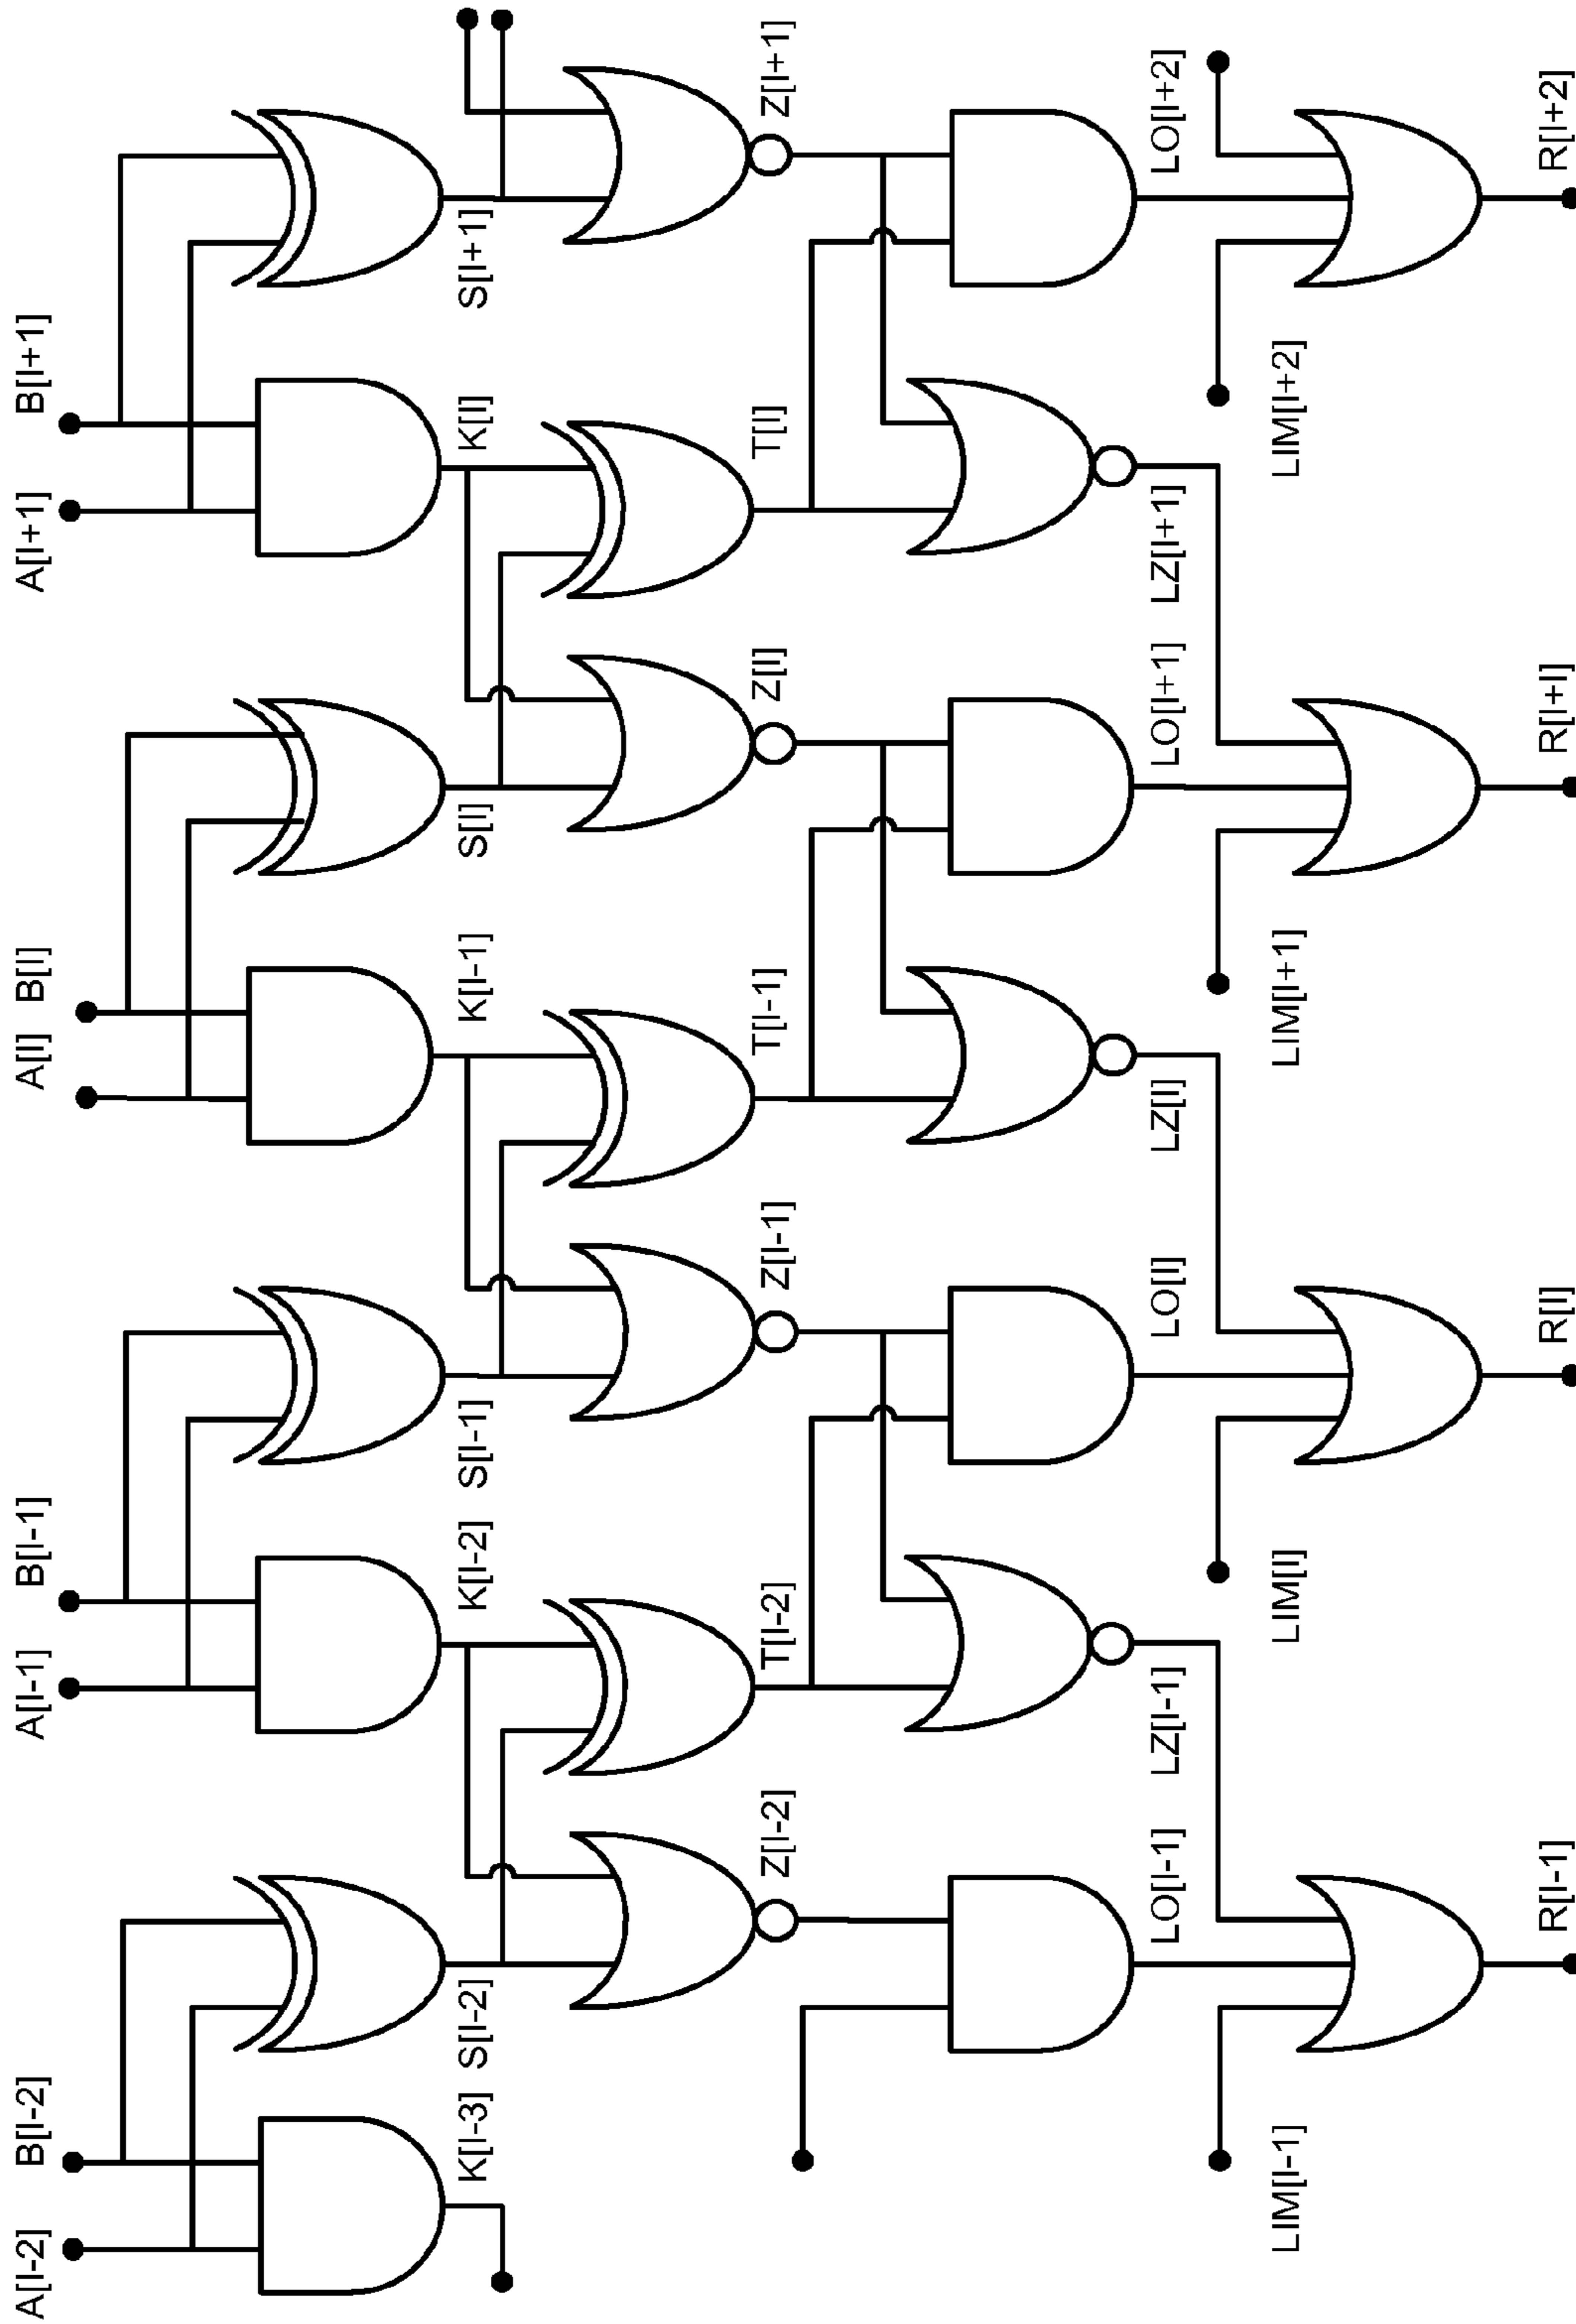 A[I-2] B[I-2] A[I-1] B[I-1] A[I] B[I] A[I+1] B[I+1]
K[I-3] S[I-2] K[I-2] S[I-1] K[I-1] S[I] K[I] S[I+1]
Z[I-2] T[I-2] Z[I-1] T[I-1] Z[I] T[I] Z[I+1]
LO[I-1] LZ[I-1] LO[I] LZ[I] LO[I+1] LZ[I+1] LO[I+2]
LIM[I-1] LIM[I] LIM[I+1] LIM[I+2]
R[I-1] R[I] R[I+I] R[I+2]